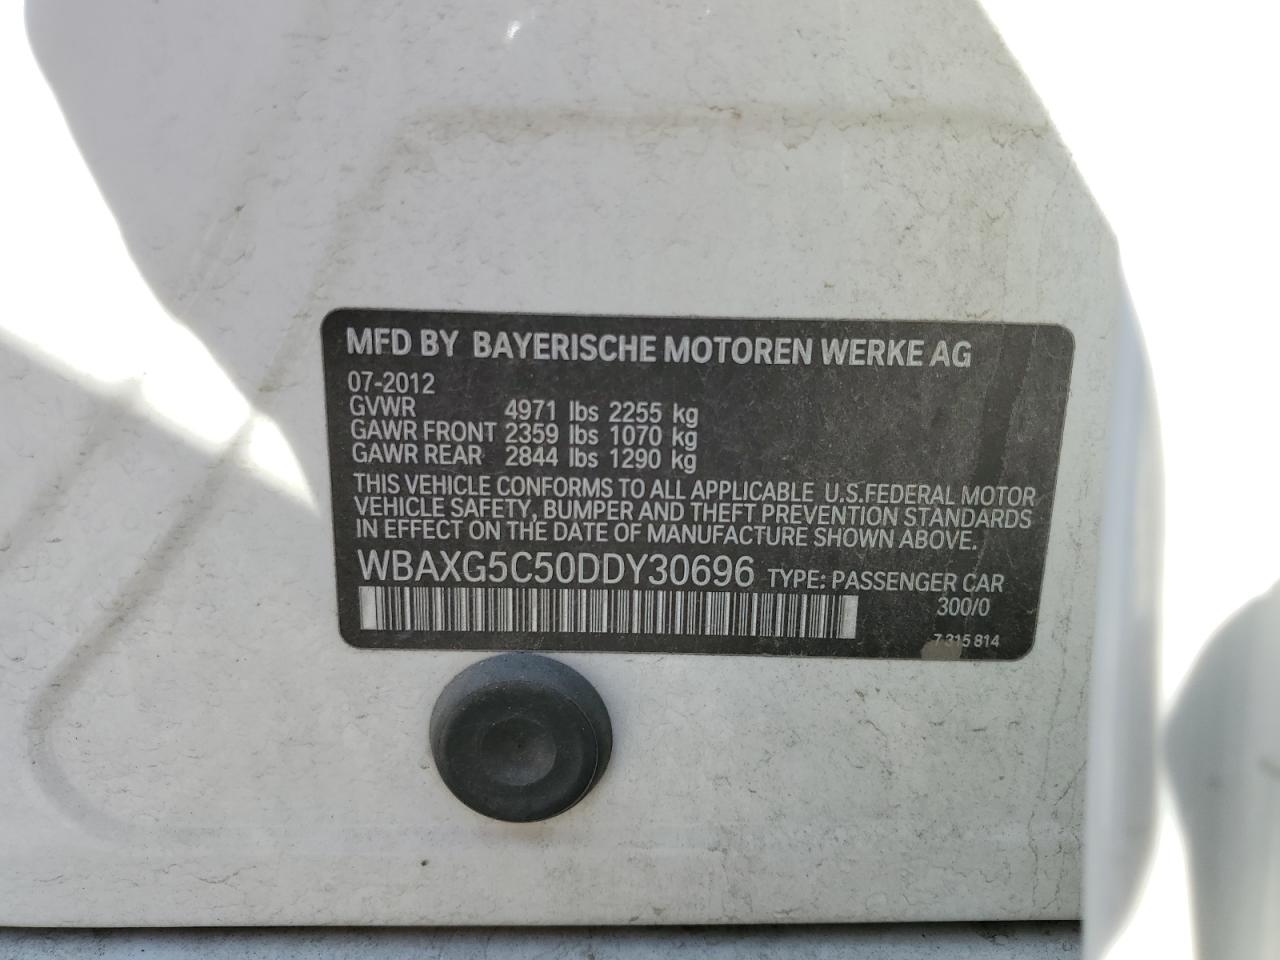 MFD BY BAYERISCHE MOTOREN WERKE AG
07-2012
GVWR 4971 lbs 2255 kg
GAWR FRONT 2359 lbs 1070 kg
GAWR REAR 2844 lbs 1290 kg
THIS VEHICLE CONFORMS TO ALL APPLICABLE U.S.FEDERAL MOTOR
VEHICLE SAFETY, BUMPER AND THEFT PREVENTION STANDARDS
IN EFFECT ON THE DATE OF MANUFACTURE SHOWN ABOVE.
WBAXG5C50DDY30696 TYPE: PASSENGER CAR
300/0
7 315 814